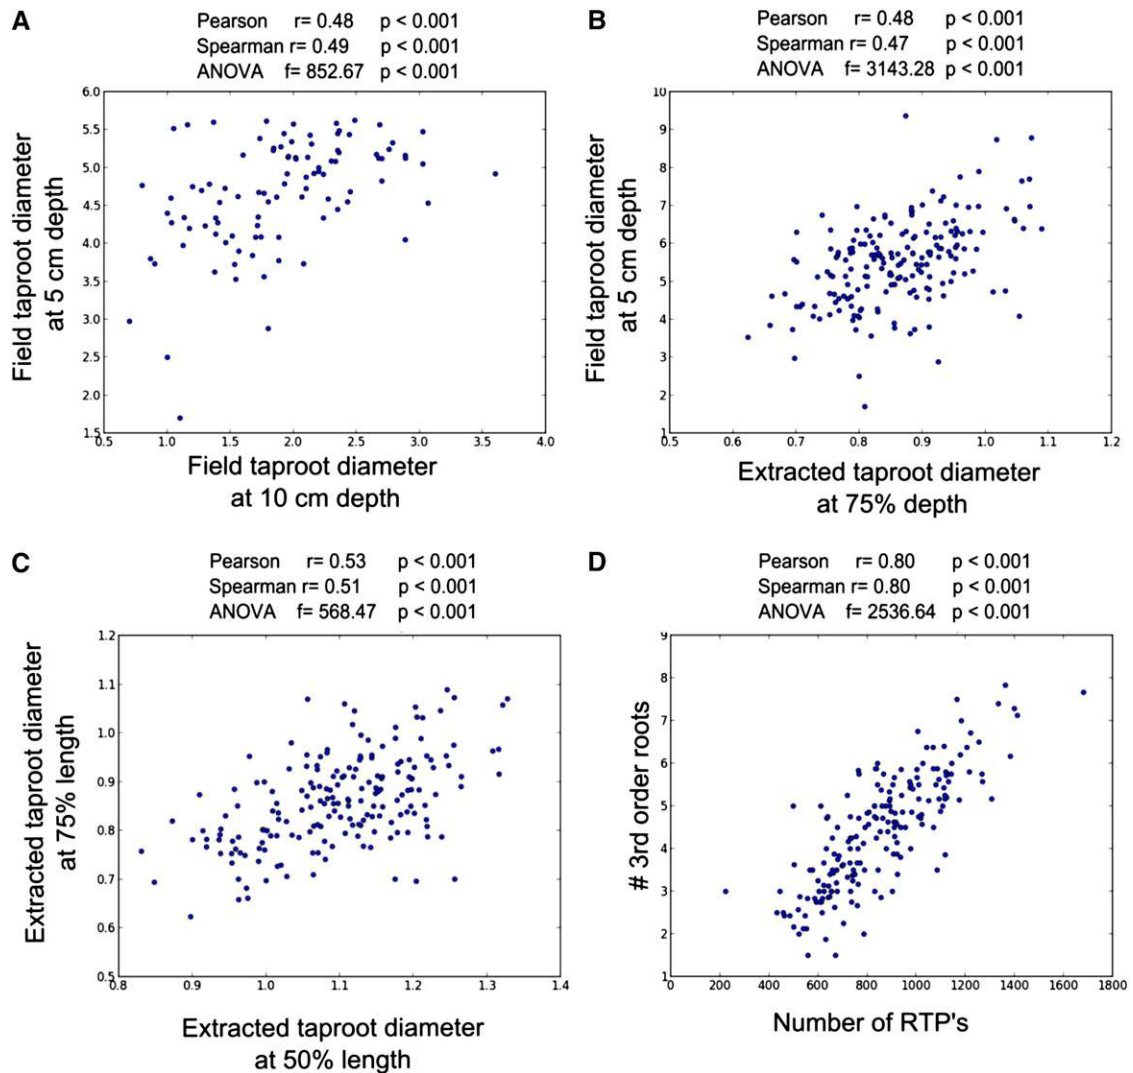 A
Pearson r= 0.48 p < 0.001
Spearman r= 0.49 p < 0.001
ANOVA f= 852.67 p < 0.001
6.0
5.5
5.0
4.5
4.0
3.5
3.0
2.5
2.0
1.5
0.5 1.0 1.5 2.0 2.5 3.0 3.5 4.0
Field taproot diameter
at 5 cm depth
Field taproot diameter
at 10 cm depth
B
Pearson r= 0.48 p < 0.001
Spearman r= 0.47 p < 0.001
ANOVA f= 3143.28 p < 0.001
10
9
8
7
6
5
4
3
2
1
0.5 0.6 0.7 0.8 0.9 1.0 1.1 1.2
Field taproot diameter
at 5 cm depth
Extracted taproot diameter
at 75% depth
C
Pearson r= 0.53 p < 0.001
Spearman r= 0.51 p < 0.001
ANOVA f= 568.47 p < 0.001
1.2
1.1
1.0
0.9
0.8
0.7
0.6
0.5
0.8 0.9 1.0 1.1 1.2 1.3 1.4
Extracted taproot diameter
at 75% length
Extracted taproot diameter
at 50% length
D
Pearson r= 0.80 p < 0.001
Spearman r= 0.80 p < 0.001
ANOVA f= 2536.64 p < 0.001
9
8
7
6
5
4
3
2
1
0 200 400 600 800 1000 1200 1400 1600 1800
# 3rd order roots
Number of RTP's